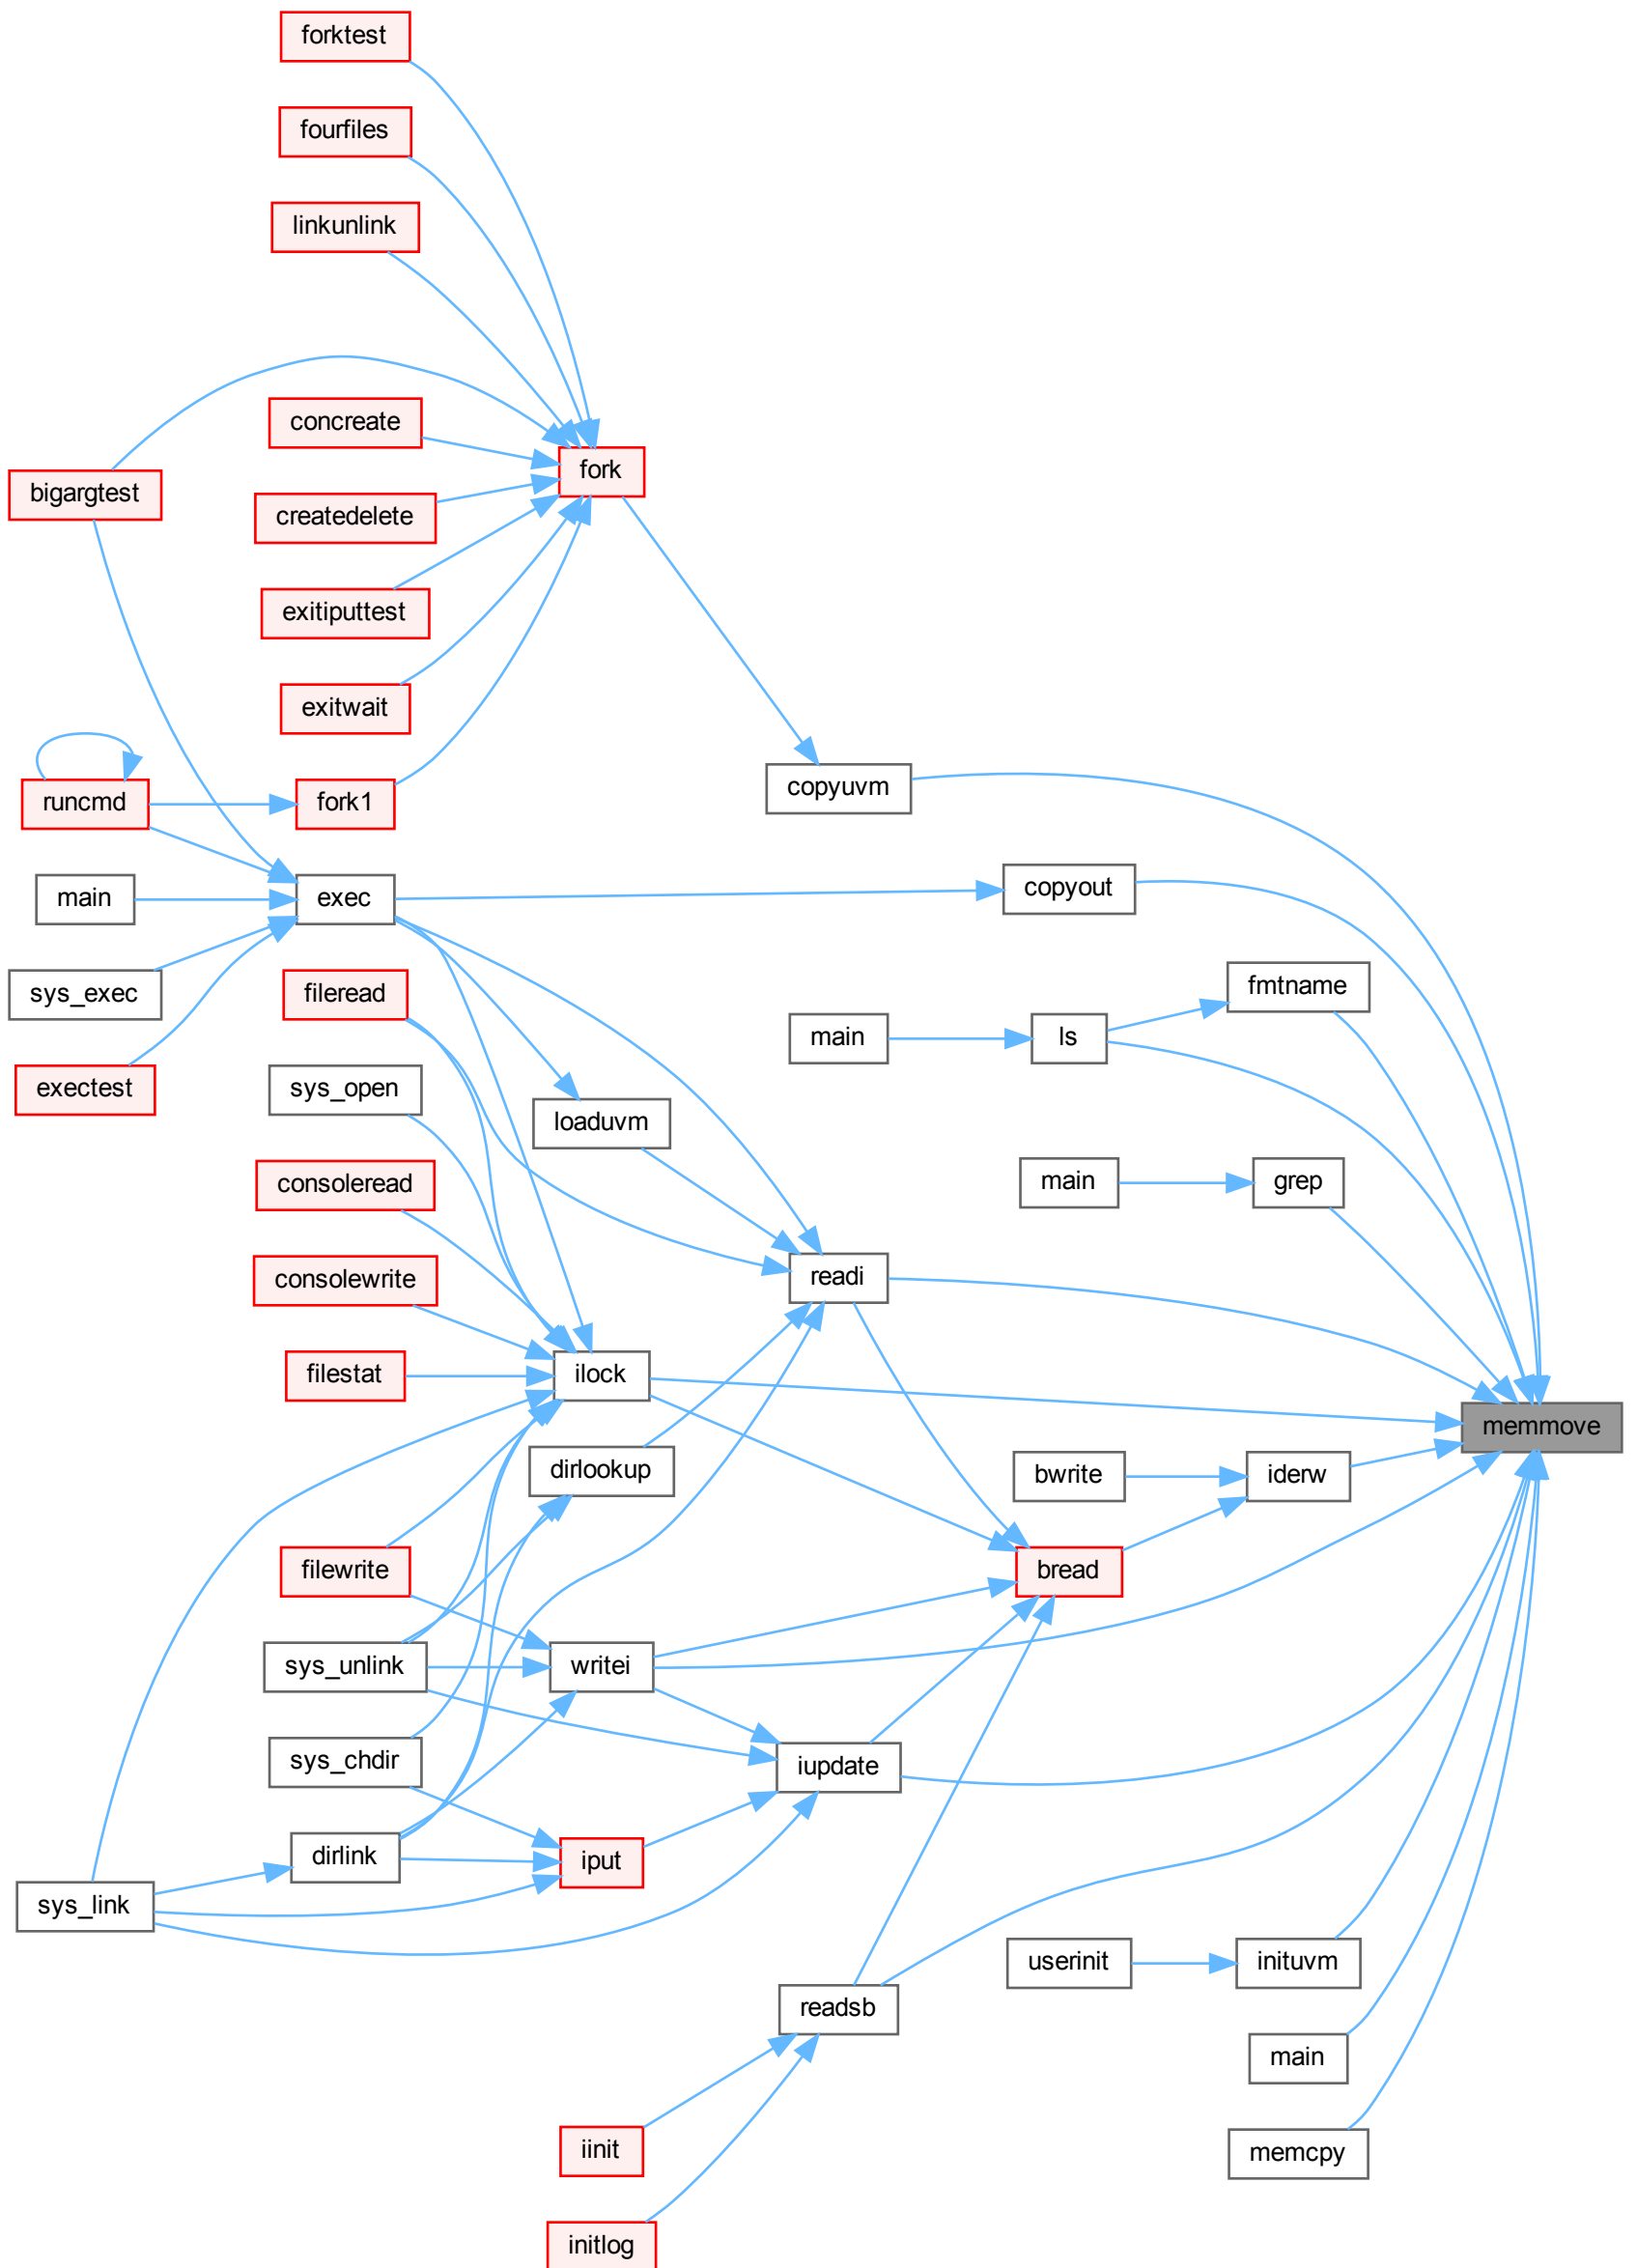 forktest
fourfiles
linkunlink
concreate
fork
bigargtest
createdelete
exitiputtest
exitwait
copyuvm
runcmd
fork1
main
exec
copyout
sys_exec
fileread
fmtname
main
ls
exectest
sys_open
loaduvm
consoleread
main
grep
consolewrite
readi
filestat
ilock
memmove
dirlookup
bwrite
iderw
filewrite
bread
sys_unlink
writei
sys_chdir
iupdate
dirlink
iput
sys_link
userinit
inituvm
readsb
main
iinit
memcpy
initlog